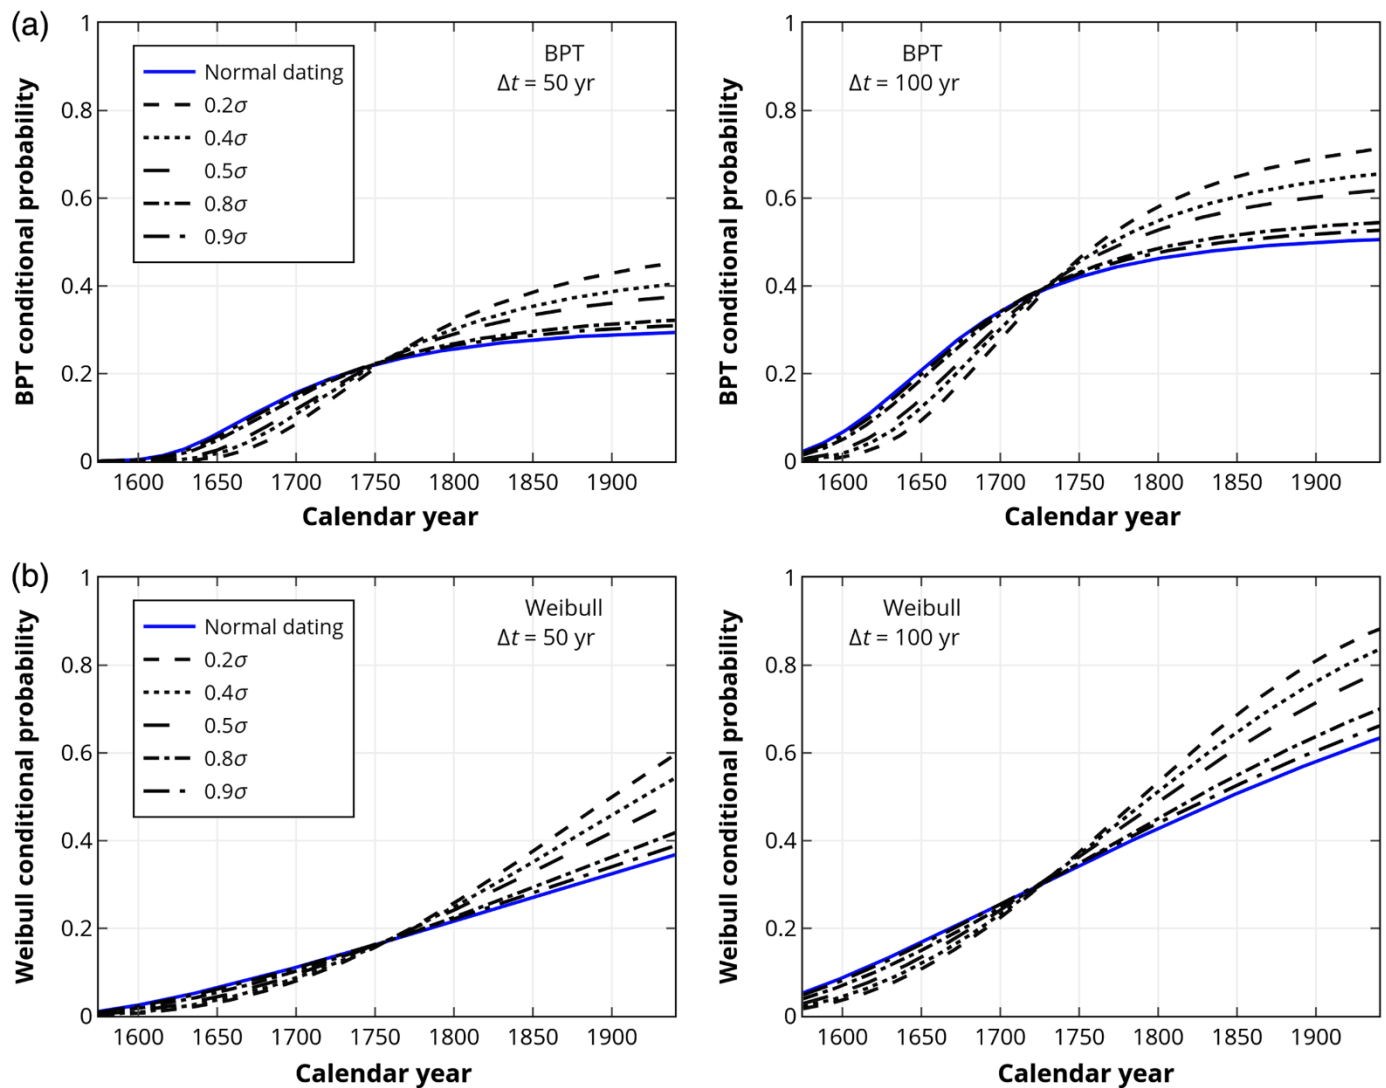 (a)
BPT conditional probability
1
0.8
0.6
0.4
0.2
0
Normal dating
0.2σ
0.4σ
0.5σ
0.8σ
0.9σ
BPT
Δt = 50 yr
1600 1650 1700 1750 1800 1850 1900
Calendar year
BPT conditional probability
1
0.8
0.6
0.4
0.2
0
BPT
Δt = 100 yr
1600 1650 1700 1750 1800 1850 1900
Calendar year
(b)
Weibull conditional probability
1
0.8
0.6
0.4
0.2
0
Normal dating
0.2σ
0.4σ
0.5σ
0.8σ
0.9σ
Weibull
Δt = 50 yr
1600 1650 1700 1750 1800 1850 1900
Calendar year
Weibull conditional probability
1
0.8
0.6
0.4
0.2
0
Weibull
Δt = 100 yr
1600 1650 1700 1750 1800 1850 1900
Calendar year